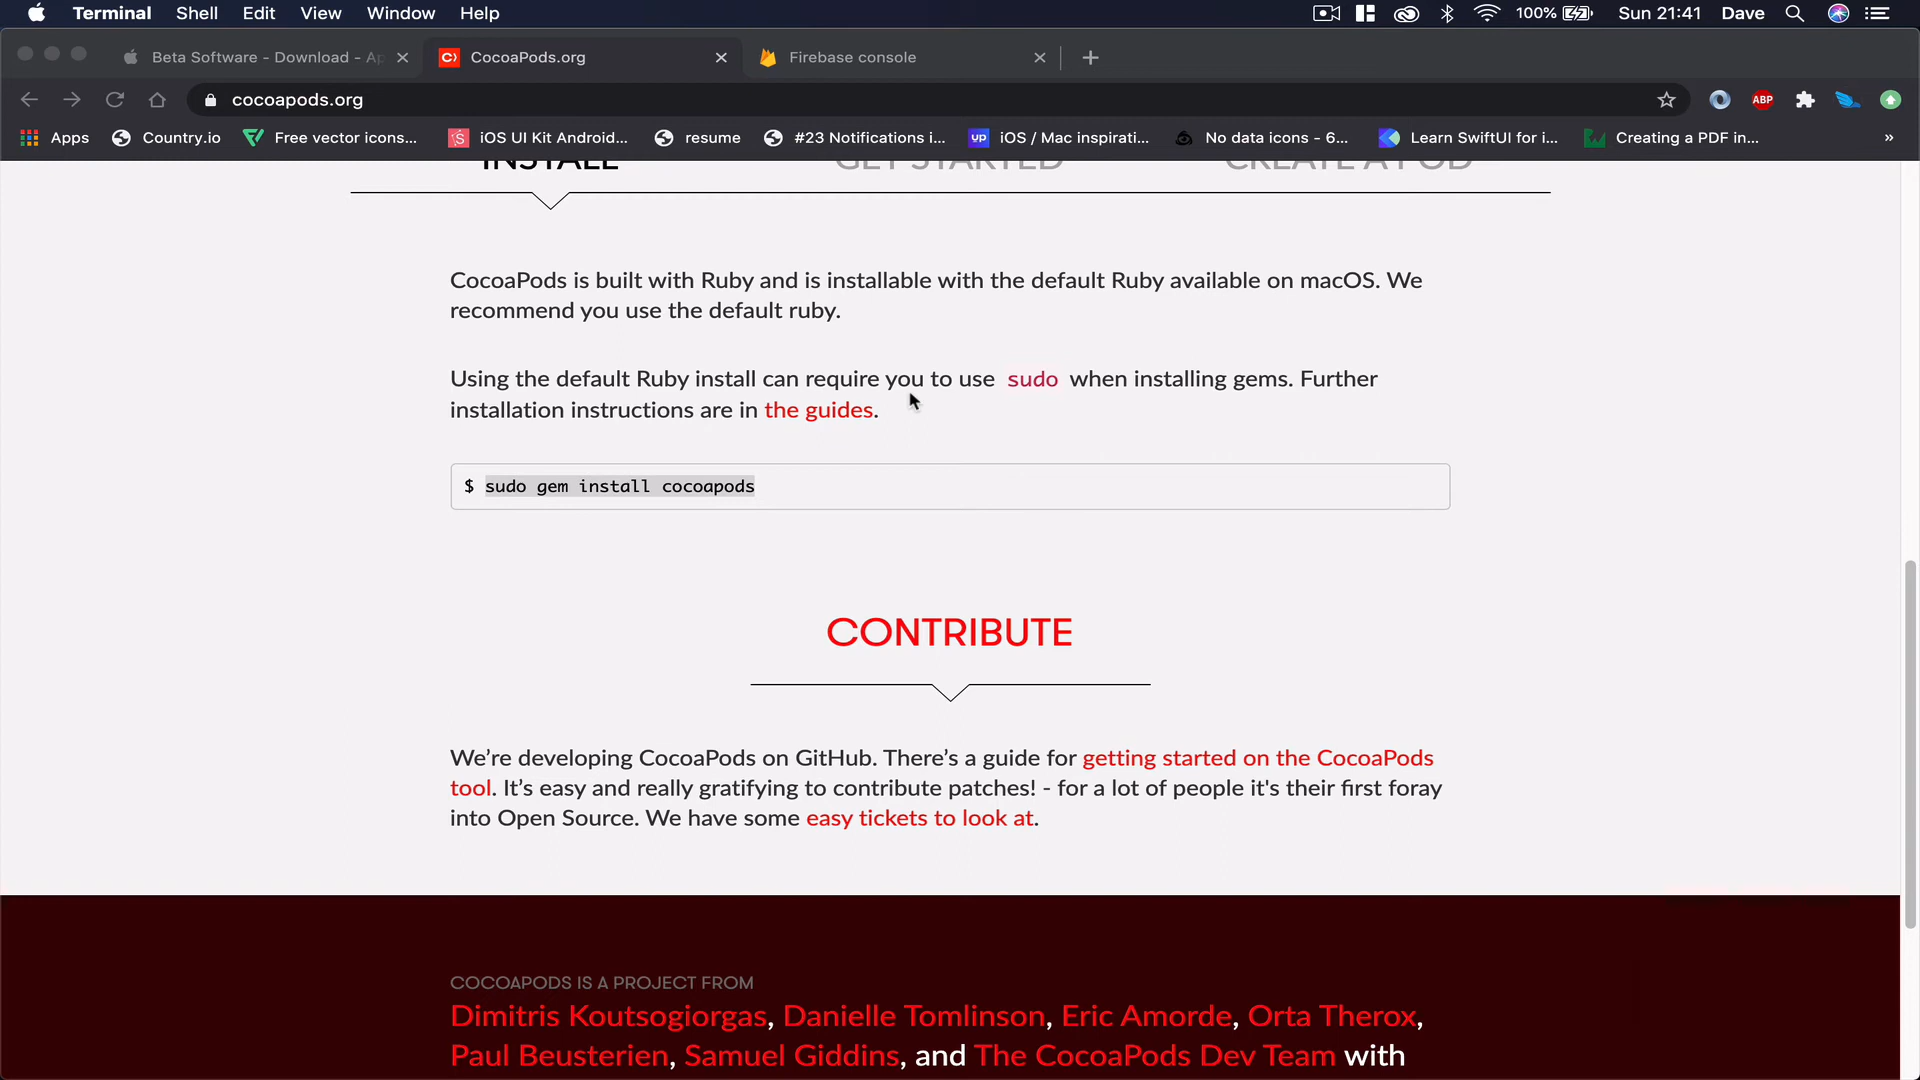 Terminal Shell Edit View Window Help 100% Sun 21:41 Dave
Beta Software - Download - Ap CocoaPods.org Firebase console
cocoapods.org ABP
Apps Country.io Free vector icons... iOS UI Kit Android... resume #23 Notifications i... up iOS / Mac inspirati... No data icons - 6... Learn SwiftUI for i... Creating a PDF in... »
INSTALL GET STARTED CREATE A POD
CocoaPods is built with Ruby and is installable with the default Ruby available on macOS. We
recommend you use the default ruby.
Using the default Ruby install can require you to use sudo when installing gems. Further
installation instructions are in the guides.
$ sudo gem install cocoapods
CONTRIBUTE
We’re developing CocoaPods on GitHub. There’s a guide for getting started on the CocoaPods
tool. It’s easy and really gratifying to contribute patches! - for a lot of people it's their first foray
into Open Source. We have some easy tickets to look at.
COCOAPODS IS A PROJECT FROM
Dimitris Koutsogiorgas, Danielle Tomlinson, Eric Amorde, Orta Therox,
Paul Beusterien, Samuel Giddins, and The CocoaPods Dev Team with